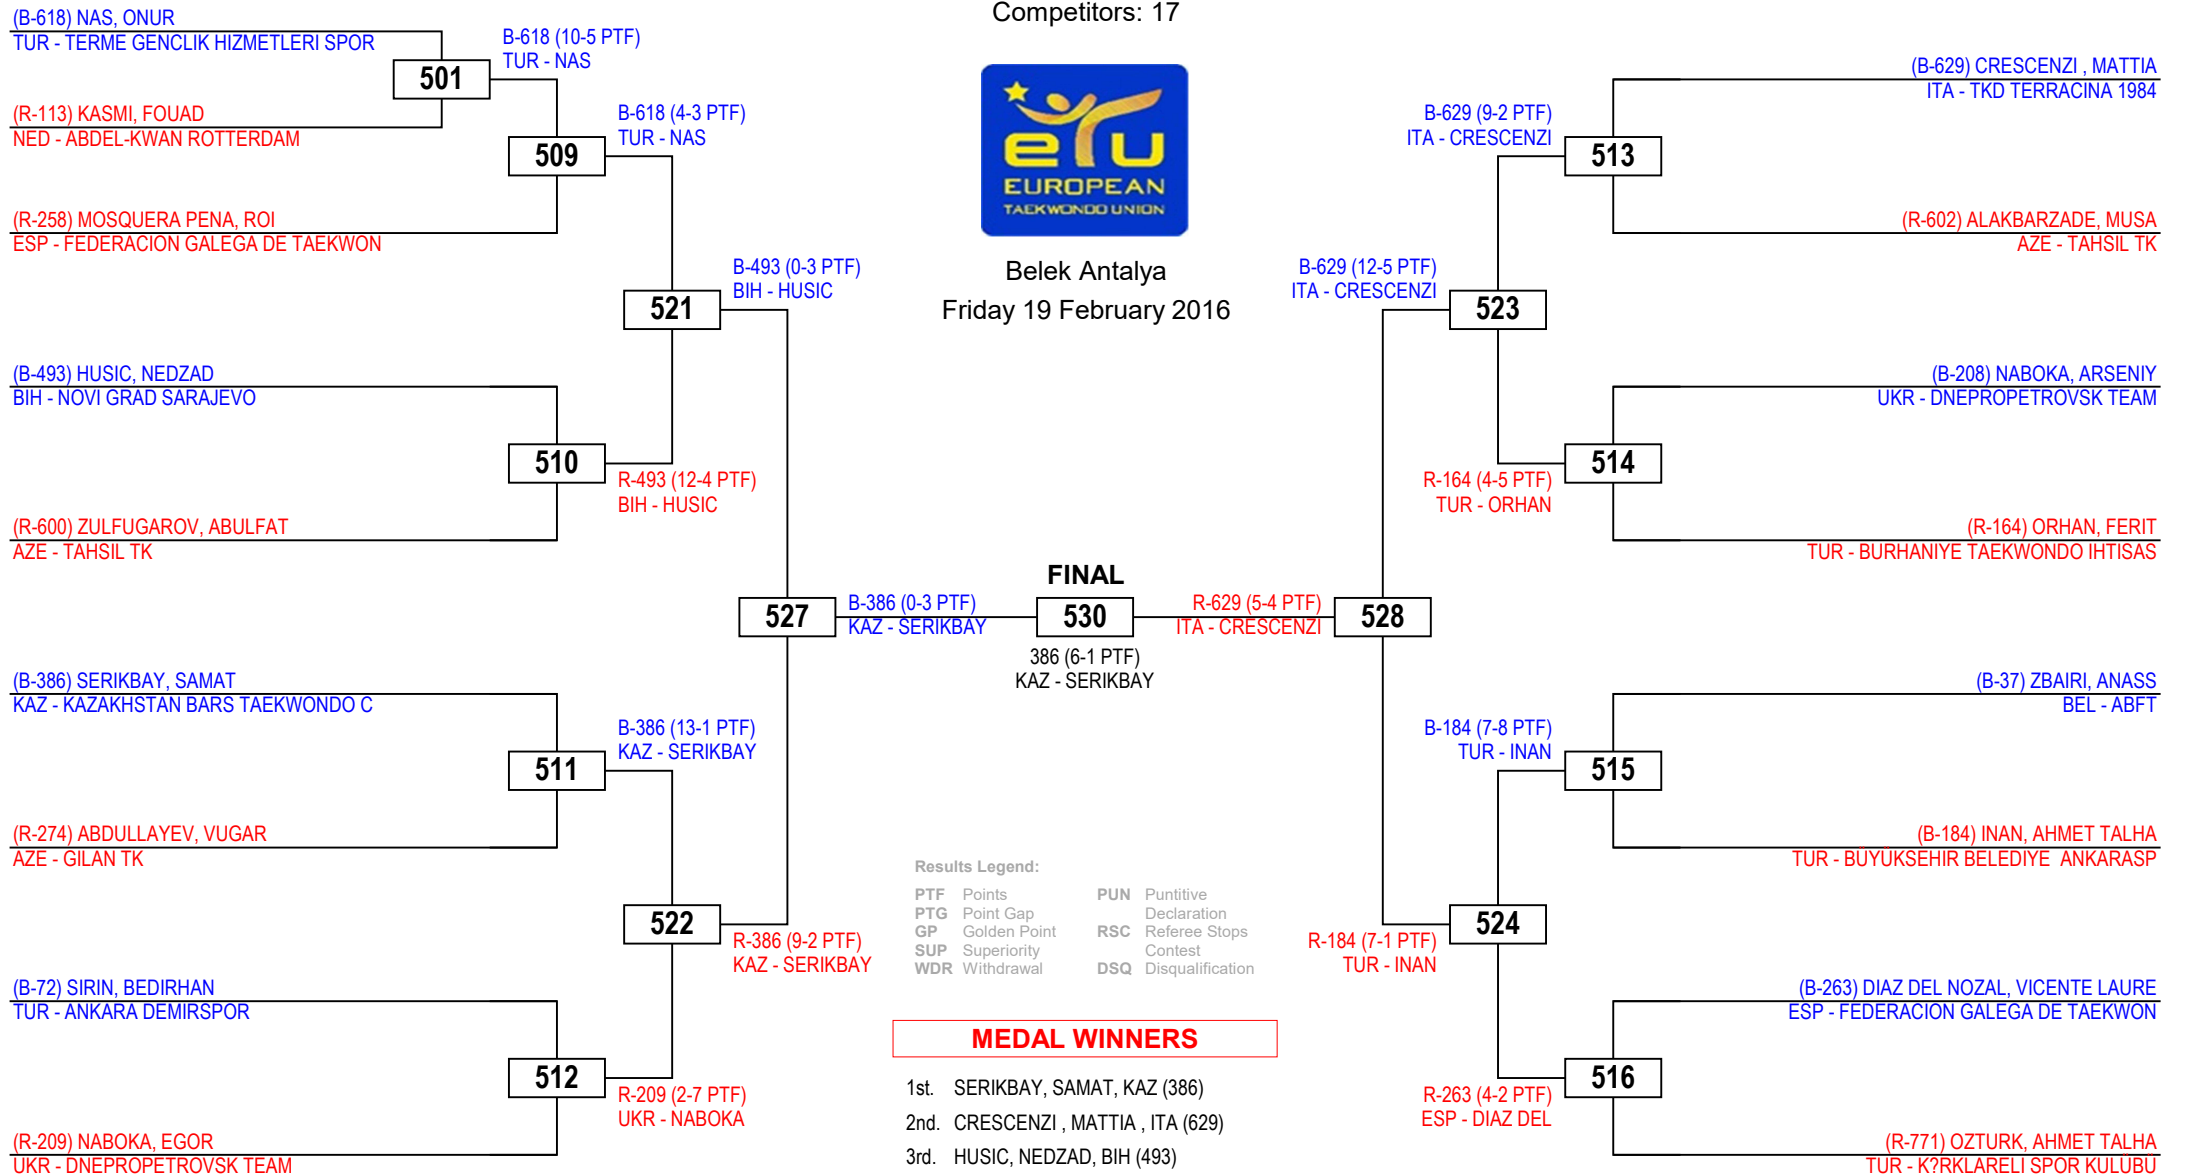 Competitors: 17
eTU
EUROPEAN
TAEKWONDO UNION
Belek Antalya
Friday 19 February 2016
(B-618) NAS, ONUR
TUR - TERME GENCLIK HIZMETLERI SPOR
501
B-618 (10-5 PTF)
TUR - NAS
(R-113) KASMI, FOUAD
NED - ABDEL-KWAN ROTTERDAM
509
B-618 (4-3 PTF)
TUR - NAS
(R-258) MOSQUERA PENA, ROI
ESP - FEDERACION GALEGA DE TAEKWON
521
B-493 (0-3 PTF)
BIH - HUSIC
(B-493) HUSIC, NEDZAD
BIH - NOVI GRAD SARAJEVO
510
R-493 (12-4 PTF)
BIH - HUSIC
(R-600) ZULFUGAROV, ABULFAT
AZE - TAHSIL TK
527
B-386 (0-3 PTF)
KAZ - SERIKBAY
(B-386) SERIKBAY, SAMAT
KAZ - KAZAKHSTAN BARS TAEKWONDO C
511
B-386 (13-1 PTF)
KAZ - SERIKBAY
(R-274) ABDULLAYEV, VUGAR
AZE - GILAN TK
522
R-386 (9-2 PTF)
KAZ - SERIKBAY
(B-72) SIRIN, BEDIRHAN
TUR - ANKARA DEMIRSPOR
512
R-209 (2-7 PTF)
UKR - NABOKA
(R-209) NABOKA, EGOR
UKR - DNEPROPETROVSK TEAM
FINAL
530
386 (6-1 PTF)
KAZ - SERIKBAY
(B-629) CRESCENZI , MATTIA
ITA - TKD TERRACINA 1984
B-629 (9-2 PTF)
ITA - CRESCENZI
513
(R-602) ALAKBARZADE, MUSA
AZE - TAHSIL TK
B-629 (12-5 PTF)
ITA - CRESCENZI
523
(B-208) NABOKA, ARSENIY
UKR - DNEPROPETROVSK TEAM
514
R-164 (4-5 PTF)
TUR - ORHAN
(R-164) ORHAN, FERIT
TUR - BURHANIYE TAEKWONDO IHTISAS
R-629 (5-4 PTF)
ITA - CRESCENZI
528
(B-37) ZBAIRI, ANASS
BEL - ABFT
B-184 (7-8 PTF)
TUR - INAN
515
(B-184) INAN, AHMET TALHA
TUR - BÜYÜKSEHIR BELEDIYE  ANKARASP
524
R-184 (7-1 PTF)
TUR - INAN
(B-263) DIAZ DEL NOZAL, VICENTE LAURE
ESP - FEDERACION GALEGA DE TAEKWON
516
R-263 (4-2 PTF)
ESP - DIAZ DEL
(R-771) OZTURK, AHMET TALHA
TUR - K?RKLARELI SPOR KULÜBÜ
Results Legend:
PTF Points
PTG Point Gap
GP Golden Point
SUP Superiority
WDR Withdrawal
PUN Puntitive
Declaration
RSC Referee Stops
Contest
DSQ Disqualification
MEDAL WINNERS
1st. SERIKBAY, SAMAT, KAZ (386)
2nd. CRESCENZI , MATTIA , ITA (629)
3rd. HUSIC, NEDZAD, BIH (493)